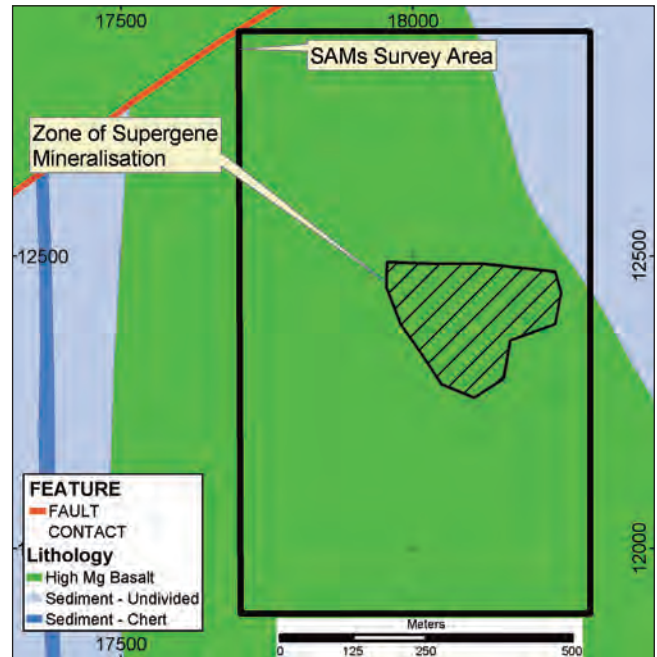 17500
18000
SAMs Survey Area
Zone of Supergene
Mineralisation
12500
12500
FEATURE
FAULT
CONTACT
Lithology
High Mg Basalt
Sediment - Undivided
Sediment - Chert
12000
17500
Meters
0
125
250
500